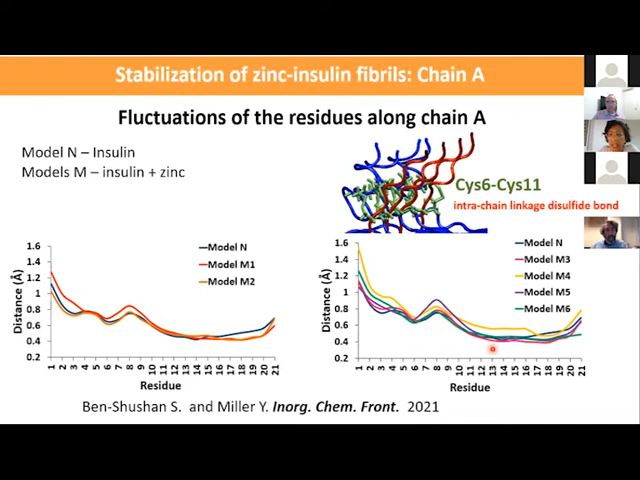 Stabilization of zinc-insulin fibrils: Chain A
Fluctuations of the residues along chain A
Model N – Insulin
Models M – insulin + zinc
Cys6-Cys11
intra-chain linkage disulfide bond
1.6
1.4
1.2
1
0.8
0.6
0.4
0.2
Distance (Å)
Model N
Model M1
Model M2
1 2 3 4 5 6 7 8 9 10 11 12 13 14 15 16 17 18 19 20 21
Residue
1.6
1.4
1.2
1
0.8
0.6
0.4
0.2
Distance (Å)
Model N
Model M3
Model M4
Model M5
Model M6
1 2 3 4 5 6 7 8 9 10 11 12 13 14 15 16 17 18 19 20 21
Residue
Ben-Shushan S. and Miller Y. Inorg. Chem. Front. 2021